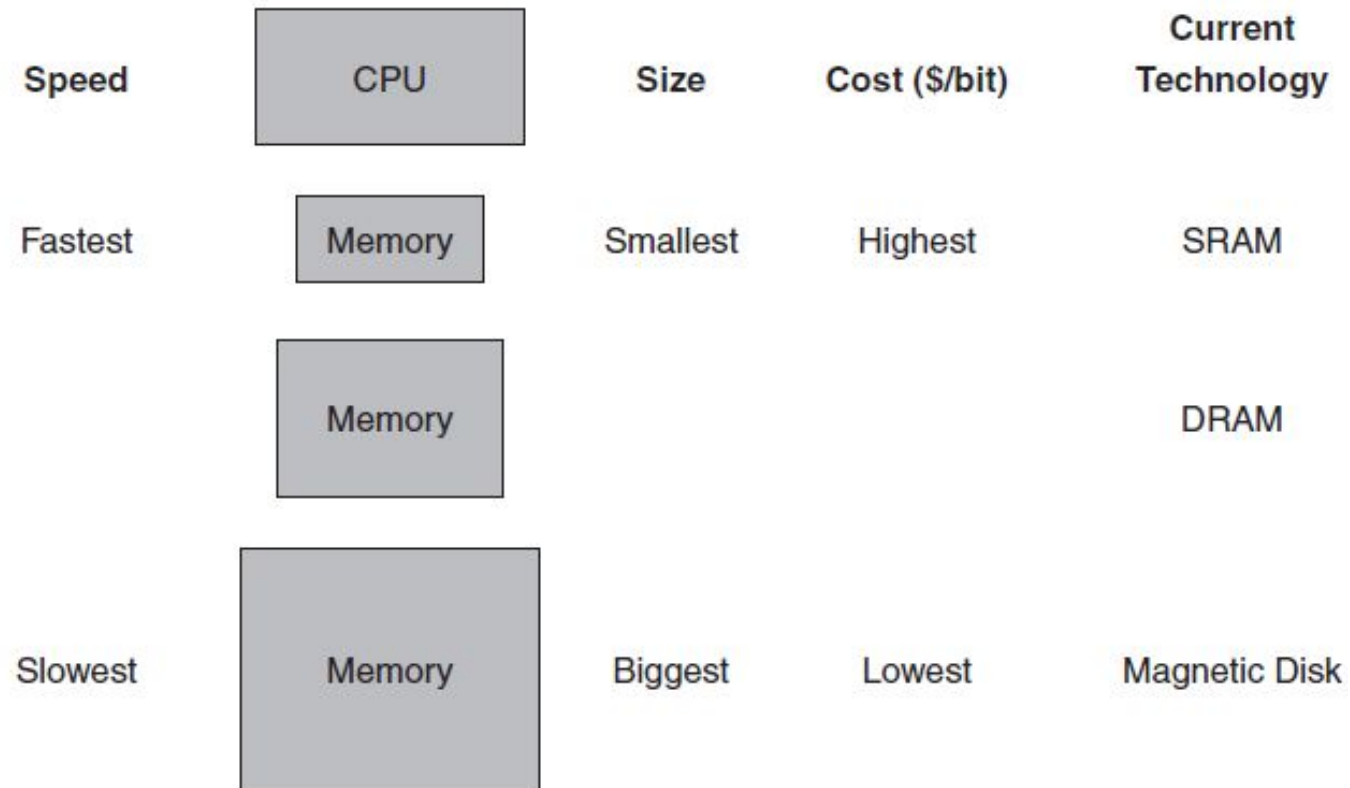 Current
Speed CPU Size Cost ($/bit) Technology
Fastest Memory Smallest Highest SRAM
Memory DRAM
Slowest Memory Biggest Lowest Magnetic Disk